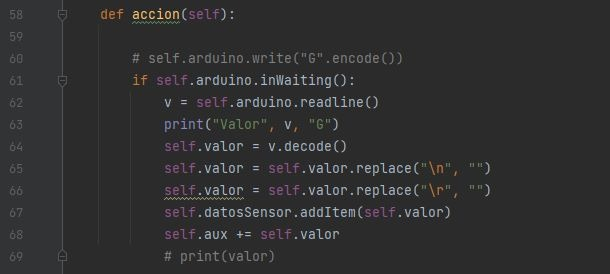 58 def accion(self):
59
60 # self.arduino.write("G".encode())
61 if self.arduino.inWaiting():
62 v = self.arduino.readline()
63 print("Valor", v, "G")
64 self.valor = v.decode()
65 self.valor = self.valor.replace("\n", "")
66 self.valor = self.valor.replace("\r", "")
67 self.datosSensor.addItem(self.valor)
68 self.aux += self.valor
69 # print(valor)